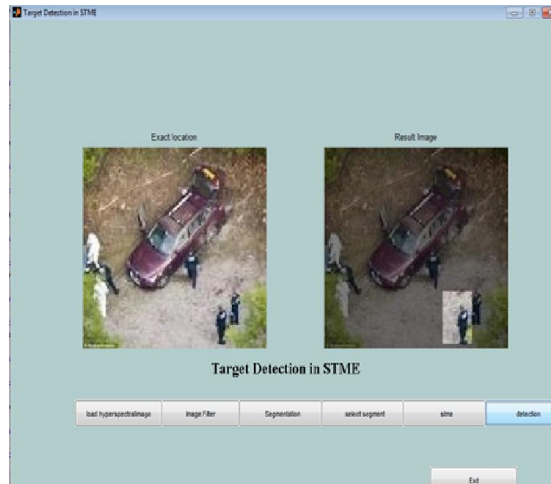 Target Detection in STME
Exact location
Result Image
Target Detection in STME
load hyperspectralimage
Image Filter
Segmentation
select segment
stme
detection
Exit